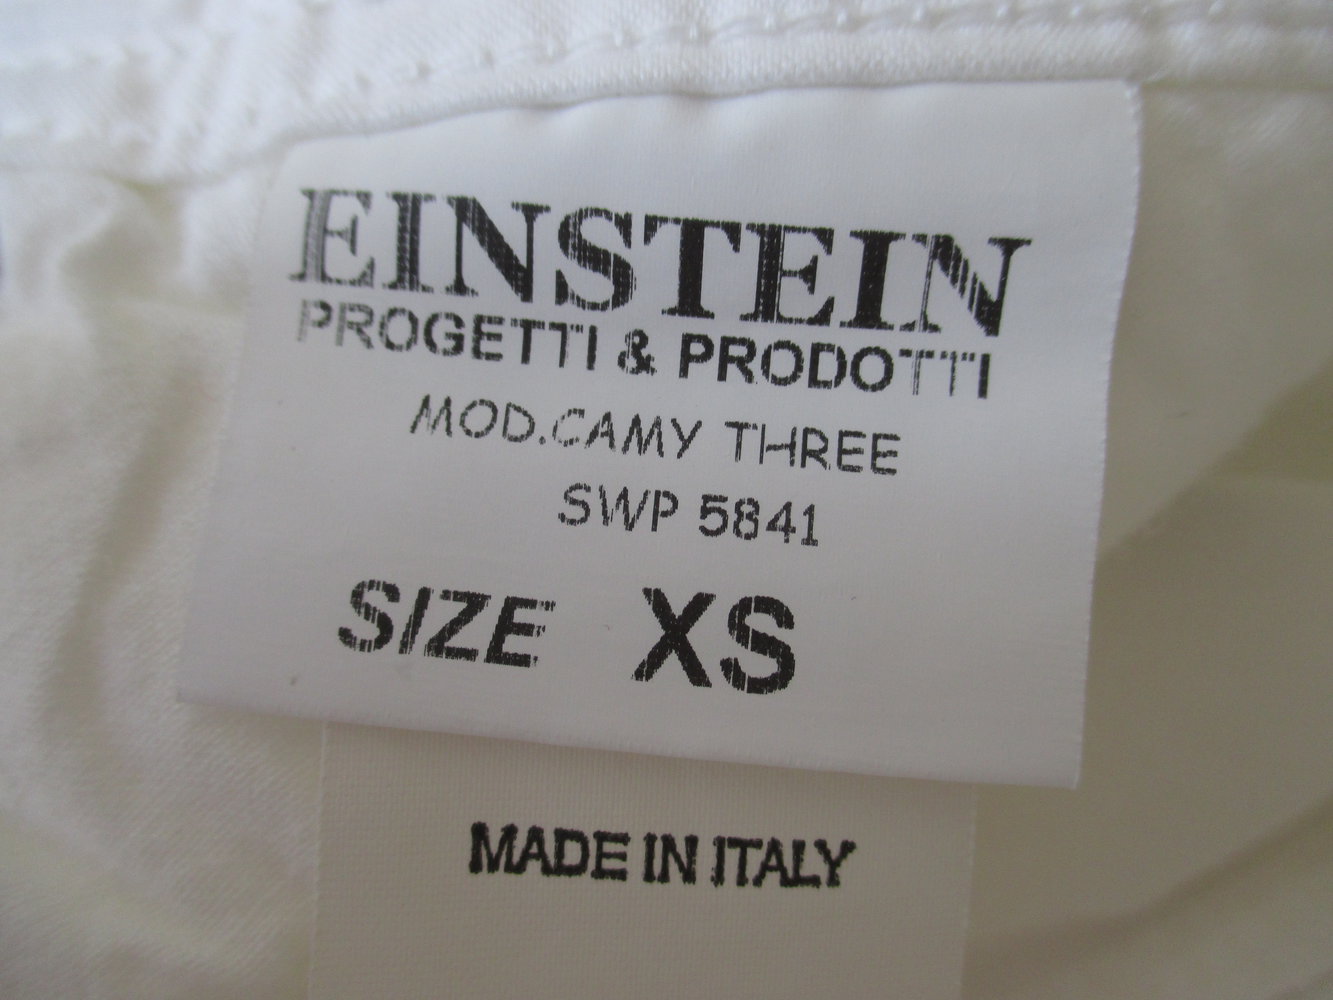 EINSTEIN
PROGETTI & PRODOTTI
MOD.CAMY THREE
SWP 5841
SIZE XS
MADE IN ITALY